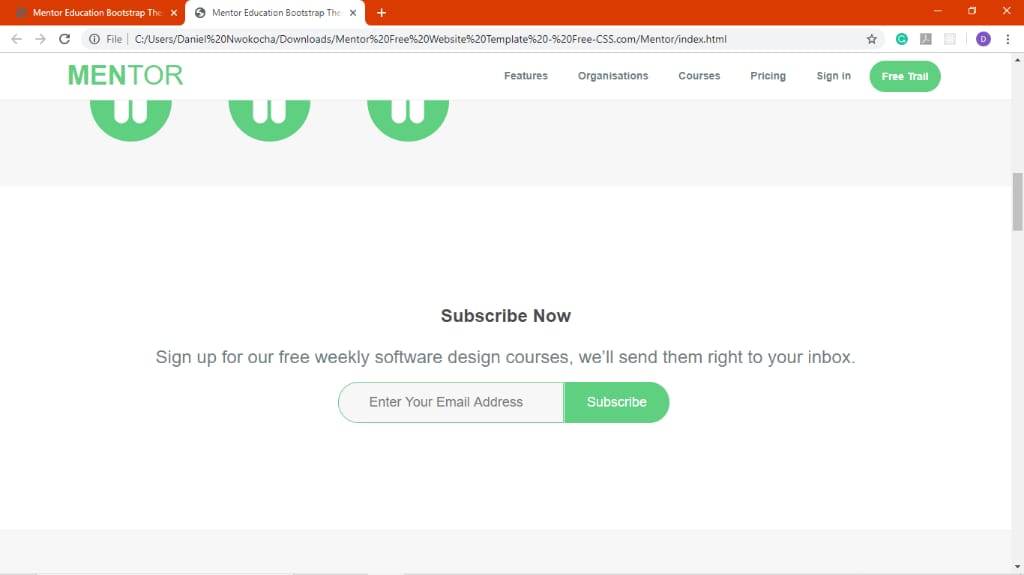 Mentor Education Bootstrap The
Mentor Education Bootstrap The
File | C:/Users/Daniel%20Nwokocha/Downloads/Mentor%20Free%20Website%20Template%20-%20Free-CSS.com/Mentor/index.html
D
MENTOR
Features
Organisations
Courses
Pricing
Sign in
Free Trail
Subscribe Now
Sign up for our free weekly software design courses, we’ll send them right to your inbox.
Enter Your Email Address
Subscribe